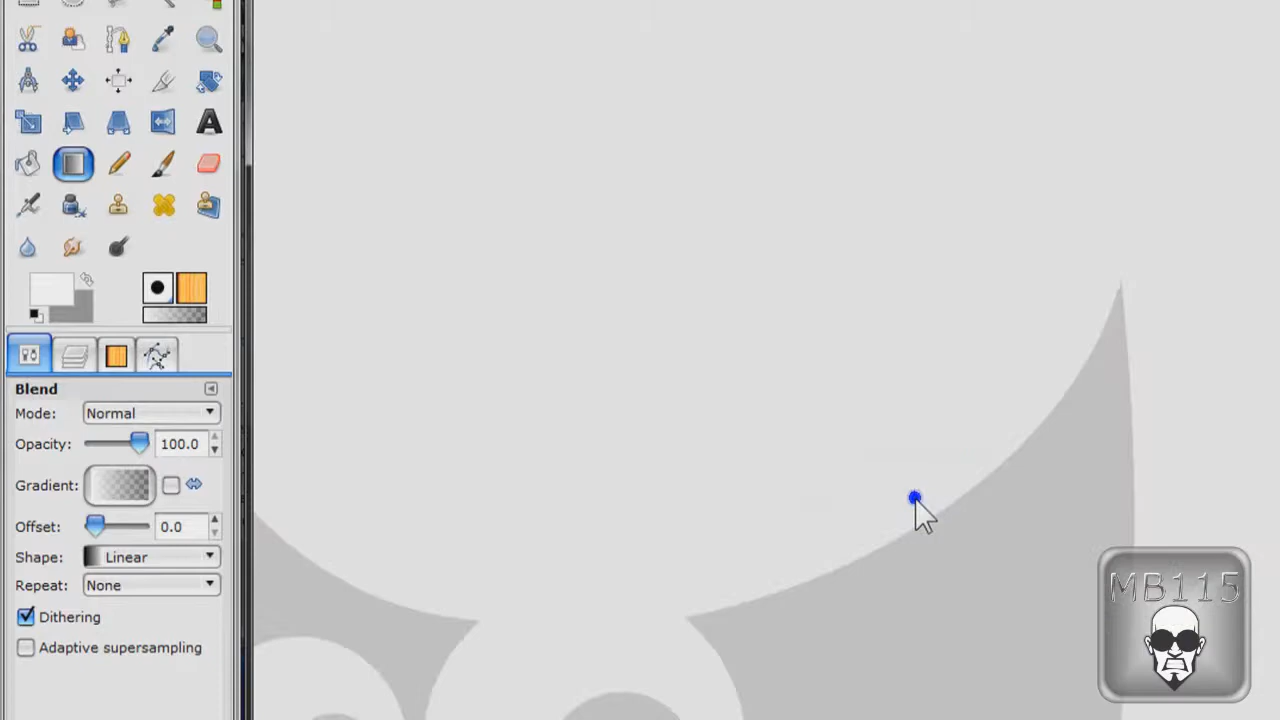 Blend
Mode: Normal
Opacity: 100.0
Gradient:
Offset: 0.0
Shape: Linear
Repeat: None
Dithering
Adaptive supersampling
MB115